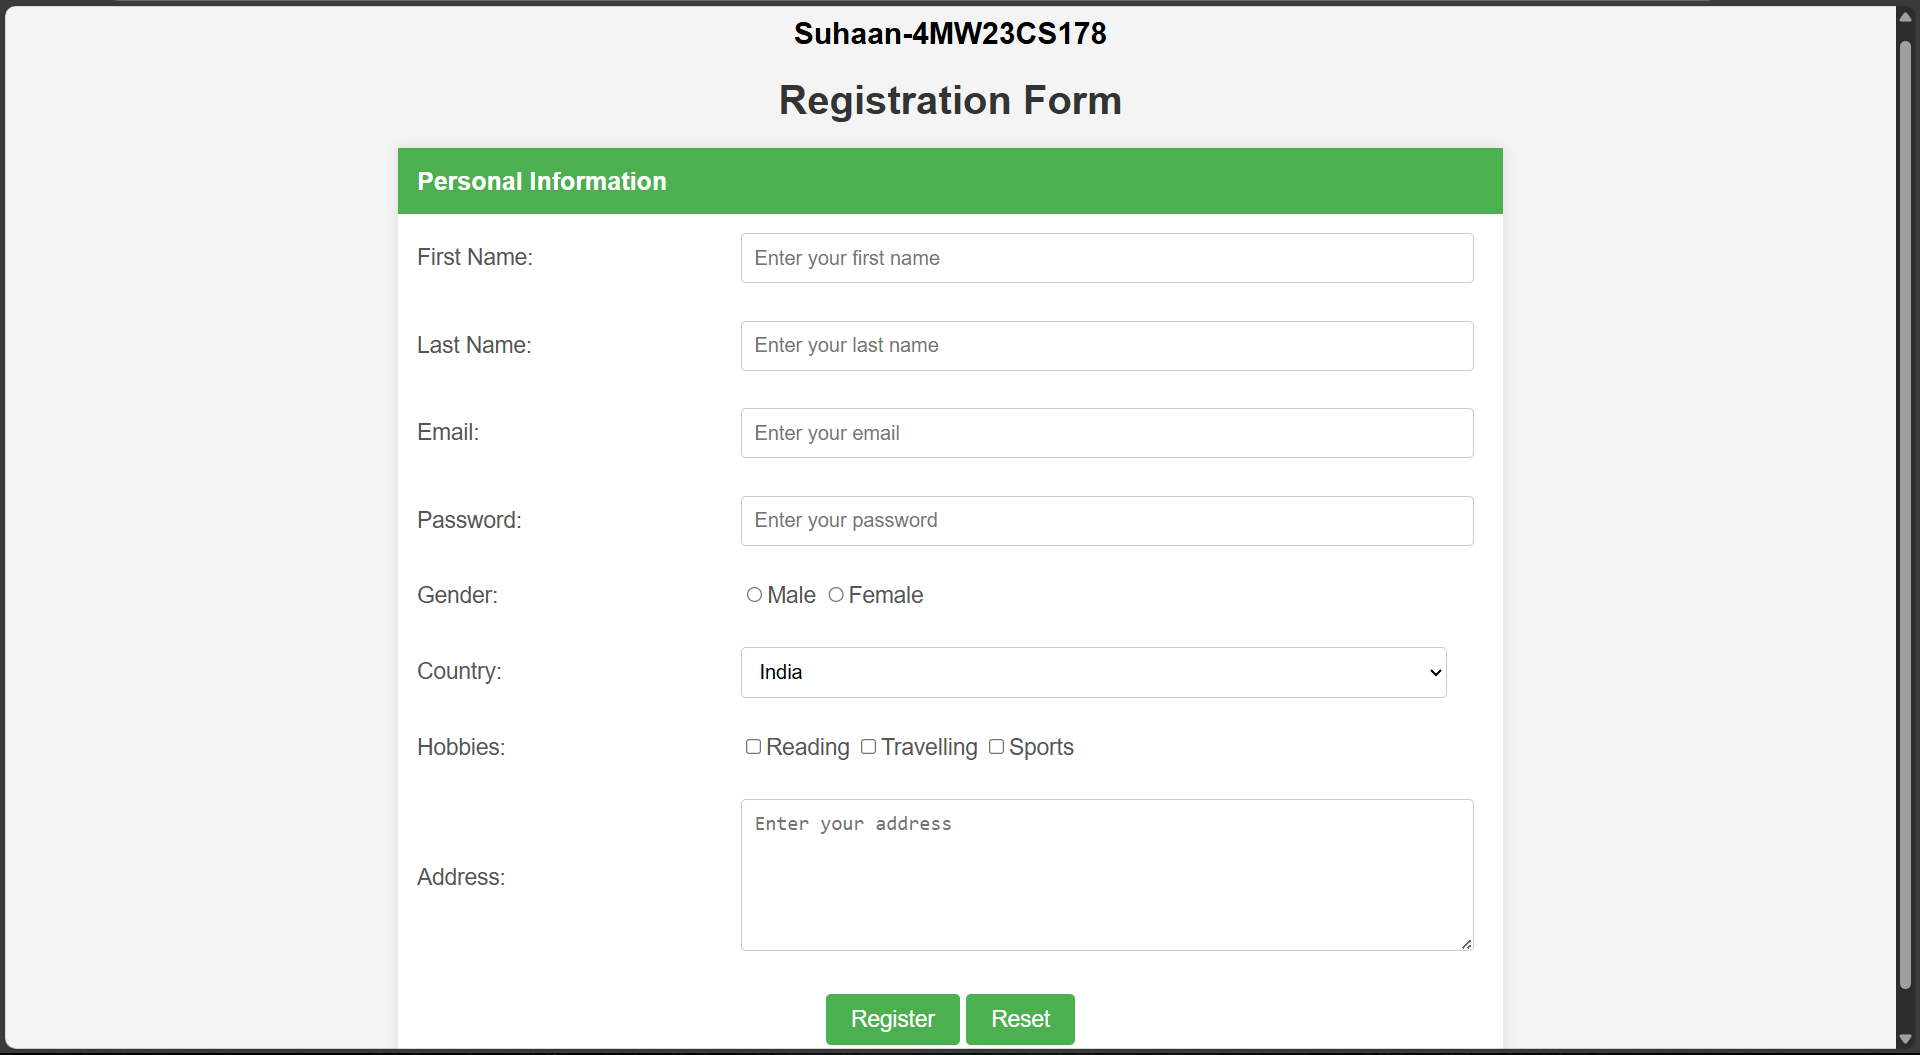 Suhaan-4MW23CS178
Registration Form
Personal Information
First Name: Enter your first name
Last Name: Enter your last name
Email: Enter your email
Password: Enter your password
Gender: Male Female
Country: India
Hobbies: Reading Travelling Sports
Address: Enter your address
Register Reset